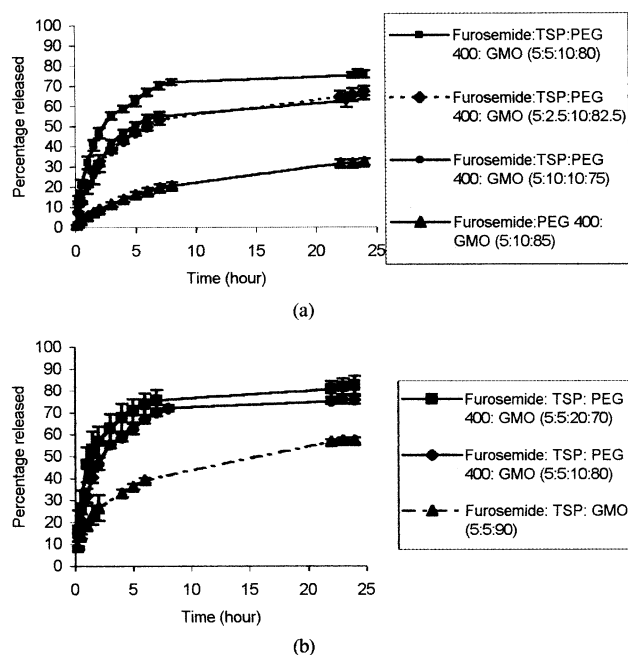 100
90
80
70
60
50
40
30
20
10
0
Percentage released
0 5 10 15 20 25
Time (hour)
Furosemide:TSP:PEG
400: GMO (5:5:10:80)
Furosemide:TSP:PEG
400: GMO (5:2.5:10:82.5)
Furosemide:TSP:PEG
400: GMO (5:10:10:75)
Furosemide:PEG 400:
GMO (5:10:85)
(a)
100
90
80
70
60
50
40
30
20
10
0
Percentage released
0 5 10 15 20 25
Time (hour)
Furosemide: TSP: PEG
400: GMO (5:5:20:70)
Furosemide: TSP: PEG
400: GMO (5:5:10:80)
Furosemide: TSP: GMO
(5:5:90)
(b)